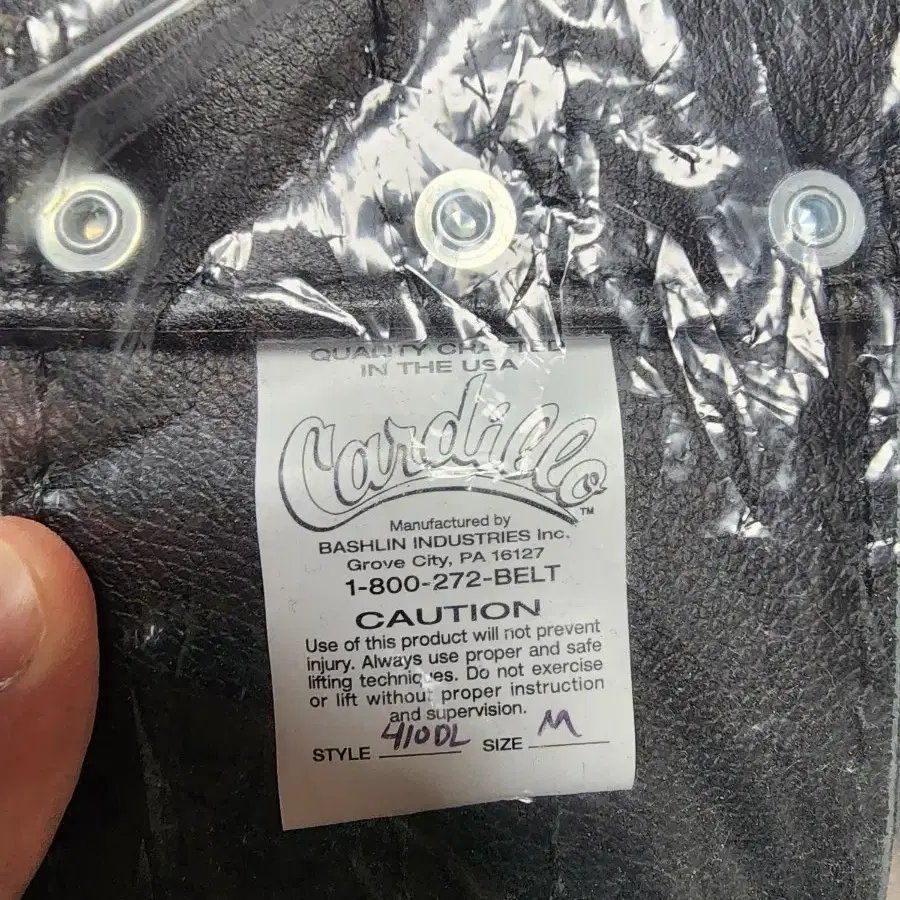 QUALITY CRAFTED
IN THE USA
Cardillo™
Manufactured by
BASHLIN INDUSTRIES Inc.
Grove City, PA 16127
1-800-272-BELT
CAUTION
Use of this product will not prevent
injury. Always use proper and safe
lifting techniques. Do not exercise
or lift without proper instruction
and supervision.
STYLE 410DL SIZE M